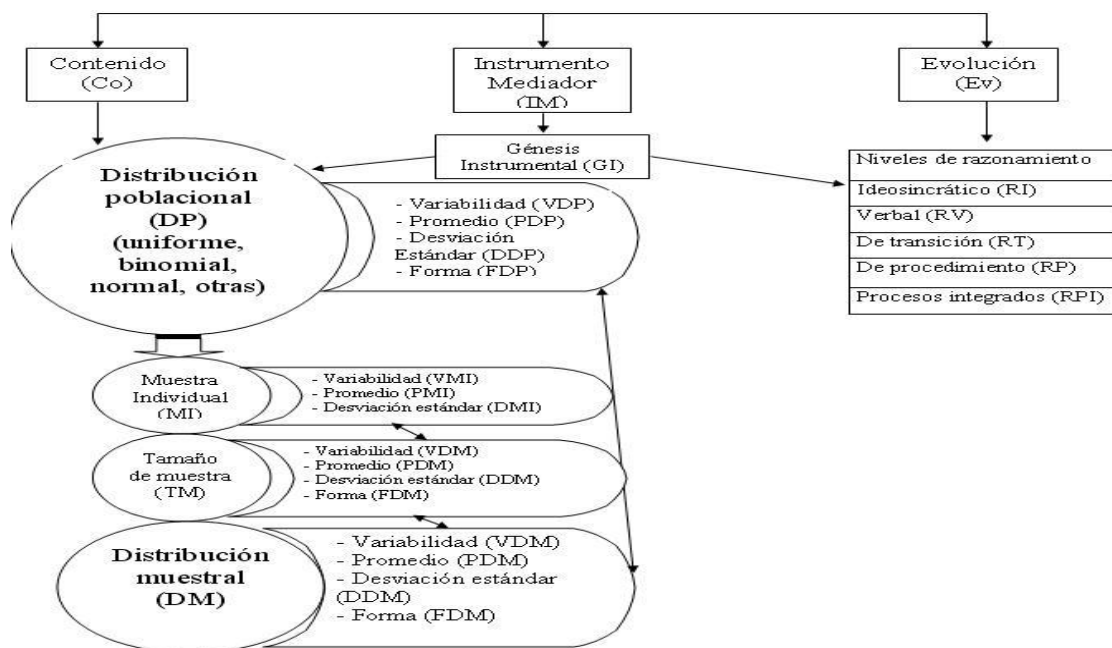 Contenido
(Co)
Instrumento
Mediador
(IM)
Evolución
(Ev)
Génesis
Instrumental (GI)
Distribución
poblacional
(DP)
(uniforme,
binomial,
normal, otras)
- Variabilidad (VDP)
- Promedio (PDP)
- Desviación
Estándar (DDP)
- Forma (FDP)
Niveles de razonamiento
Ideosincrático (RI)
Verbal (RV)
De transición (RT)
De procedimiento (RP)
Procesos integrados (RPI)
Muestra
Individual
(MI)
- Variabilidad (VMI)
- Promedio (PMI)
- Desviación estándar (DMI)
Tamaño
de muestra
(TM)
- Variabilidad (VDM)
- Promedio (PDM)
- Desviación estándar (DDM)
- Forma (FDM)
Distribución
muestral
(DM)
- Variabilidad (VDM)
- Promedio (PDM)
- Desviación estándar
(DDM)
- Forma (FDM)